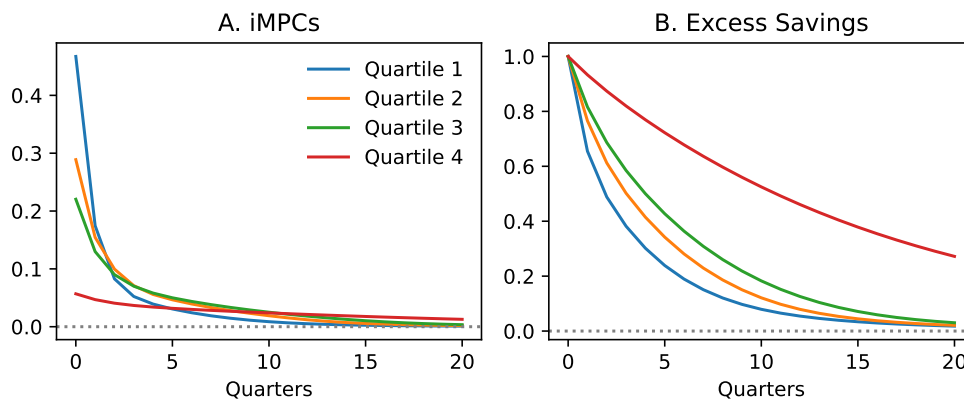 A. iMPCs
0.4
0.3
0.2
0.1
0.0
Quartile 1
Quartile 2
Quartile 3
Quartile 4
0 5 10 15 20
Quarters
B. Excess Savings
1.0
0.8
0.6
0.4
0.2
0.0
0 5 10 15 20
Quarters